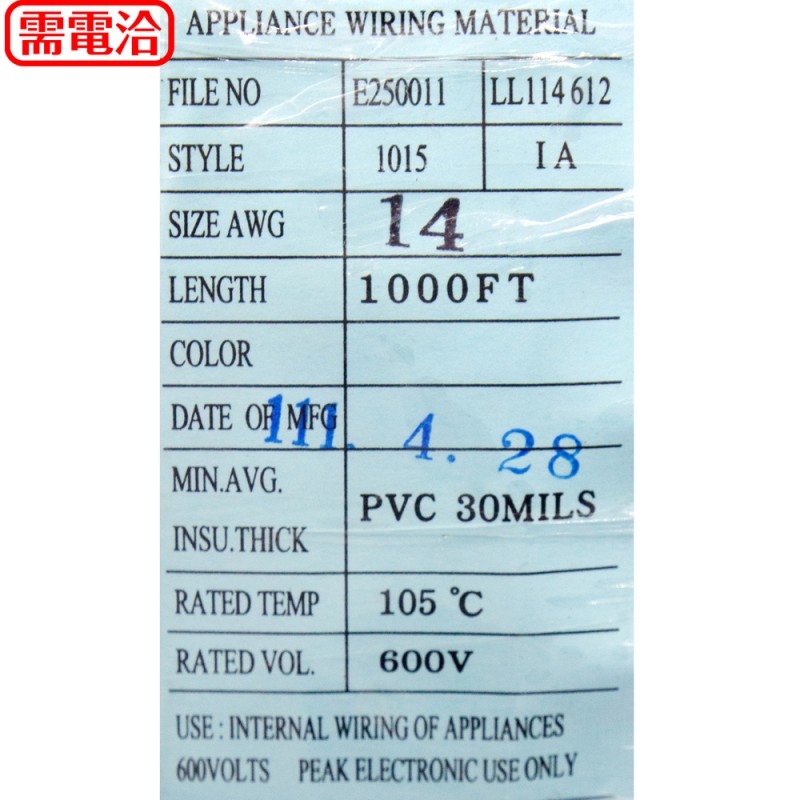 需電洽
APPLIANCE WIRING MATERIAL
FILE NO E250011 LL114612
STYLE 1015 IA
SIZE AWG 14
LENGTH 1000FT
COLOR
DATE OF MFG 111. 4. 28
MIN.AVG.
INSU.THICK PVC 30MILS
RATED TEMP 105 ℃
RATED VOL. 600V
USE : INTERNAL WIRING OF APPLIANCES
600VOLTS PEAK ELECTRONIC USE ONLY